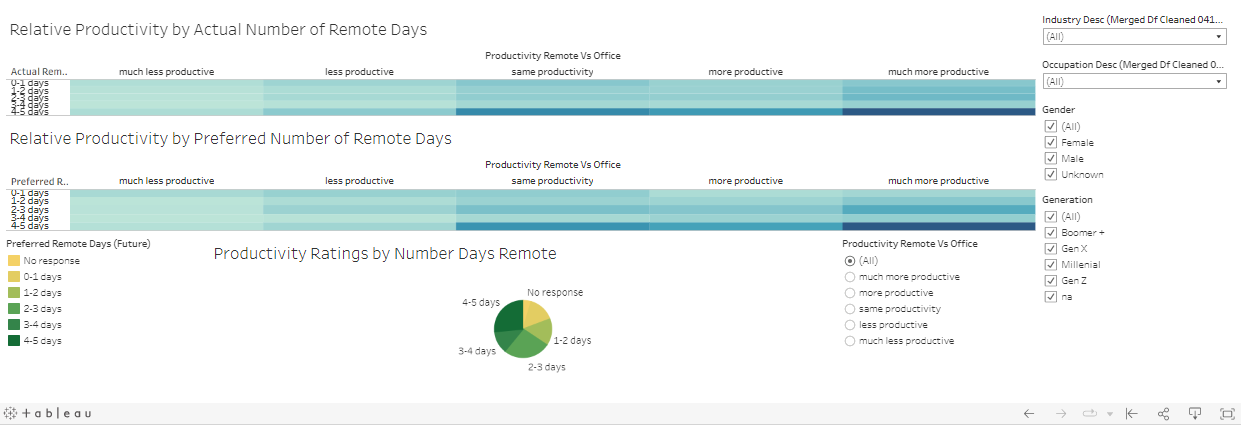 Relative Productivity by Actual Number of Remote Days
Productivity Remote Vs Office
Actual Rem.. much less productive less productive same productivity more productive much more productive
0-1 days
1-2 days
2-3 days
3-4 days
4-5 days
Relative Productivity by Preferred Number of Remote Days
Productivity Remote Vs Office
Preferred R.. much less productive less productive same productivity more productive much more productive
0-1 days
1-2 days
2-3 days
3-4 days
4-5 days
Preferred Remote Days (Future)
No response
0-1 days
1-2 days
2-3 days
3-4 days
4-5 days
Productivity Ratings by Number Days Remote
No response
4-5 days
1-2 days
3-4 days
2-3 days
Productivity Remote Vs Office
(All)
much more productive
more productive
same productivity
less productive
much less productive
Industry Desc (Merged Df Cleaned 041...
(All)
Occupation Desc (Merged Df Cleaned 0...
(All)
Gender
(All)
Female
Male
Unknown
Generation
(All)
Boomer +
Gen X
Millenial
Gen Z
na
+ableau